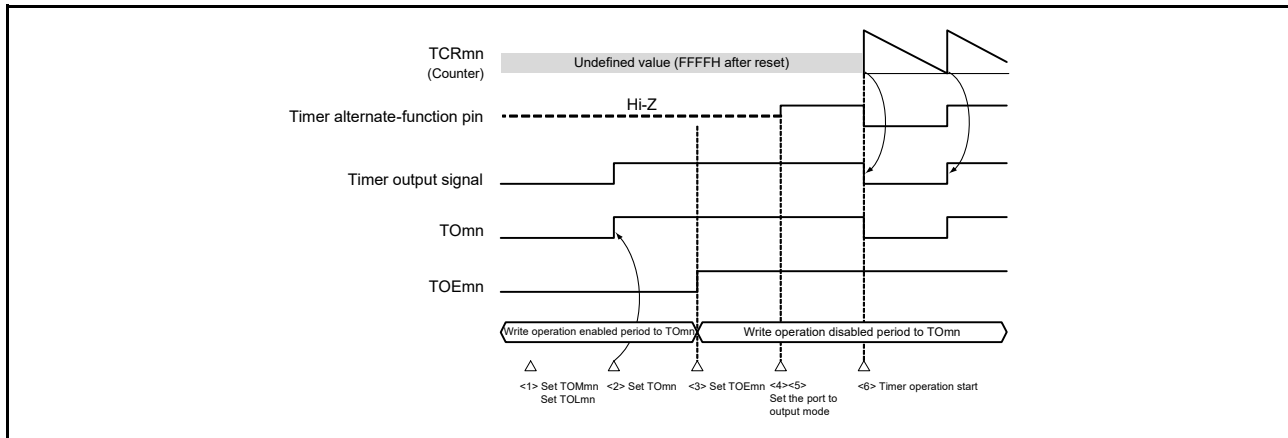 TCRmn
(Counter)
Undefined value (FFFFH after reset)
Hi-Z
Timer alternate-function pin
Timer output signal
TOmn
TOEmn
Write operation enabled period to TOmn
Write operation disabled period to TOmn
<1> Set TOMmn
Set TOLmn
<2> Set TOmn
<3> Set TOEmn
<4><5>
Set the port to
output mode
<6> Timer operation start